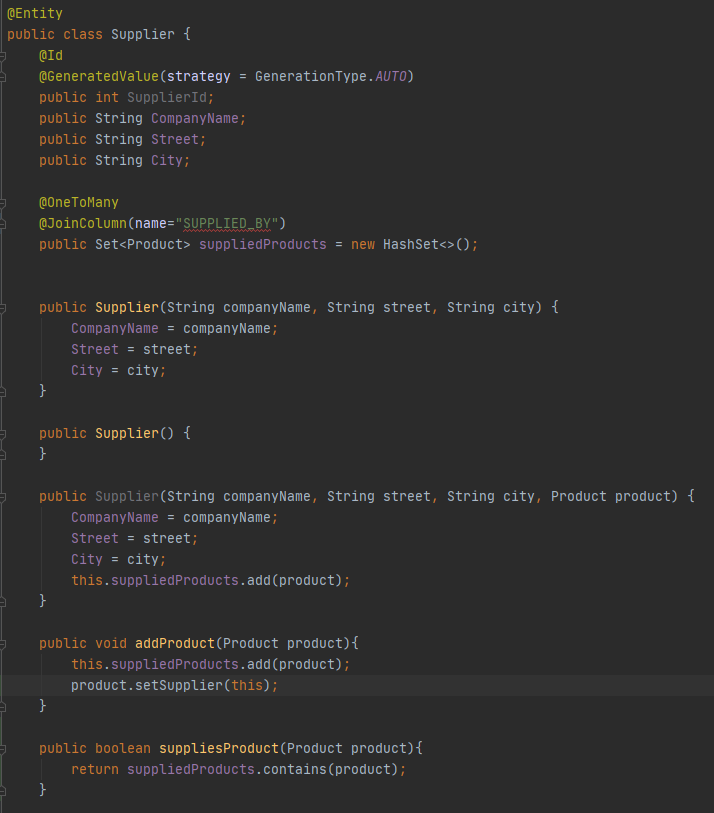 @Entity
public class Supplier {
    @Id
    @GeneratedValue(strategy = GenerationType.AUTO)
    public int SupplierId;
    public String CompanyName;
    public String Street;
    public String City;

    @OneToMany
    @JoinColumn(name="SUPPLIED_BY")
    public Set<Product> suppliedProducts = new HashSet<>();


    public Supplier(String companyName, String street, String city) {
        CompanyName = companyName;
        Street = street;
        City = city;
    }

    public Supplier() {
    }

    public Supplier(String companyName, String street, String city, Product product) {
        CompanyName = companyName;
        Street = street;
        City = city;
        this.suppliedProducts.add(product);
    }

    public void addProduct(Product product){
        this.suppliedProducts.add(product);
        product.setSupplier(this);
    }

    public boolean suppliesProduct(Product product){
        return suppliedProducts.contains(product);
    }